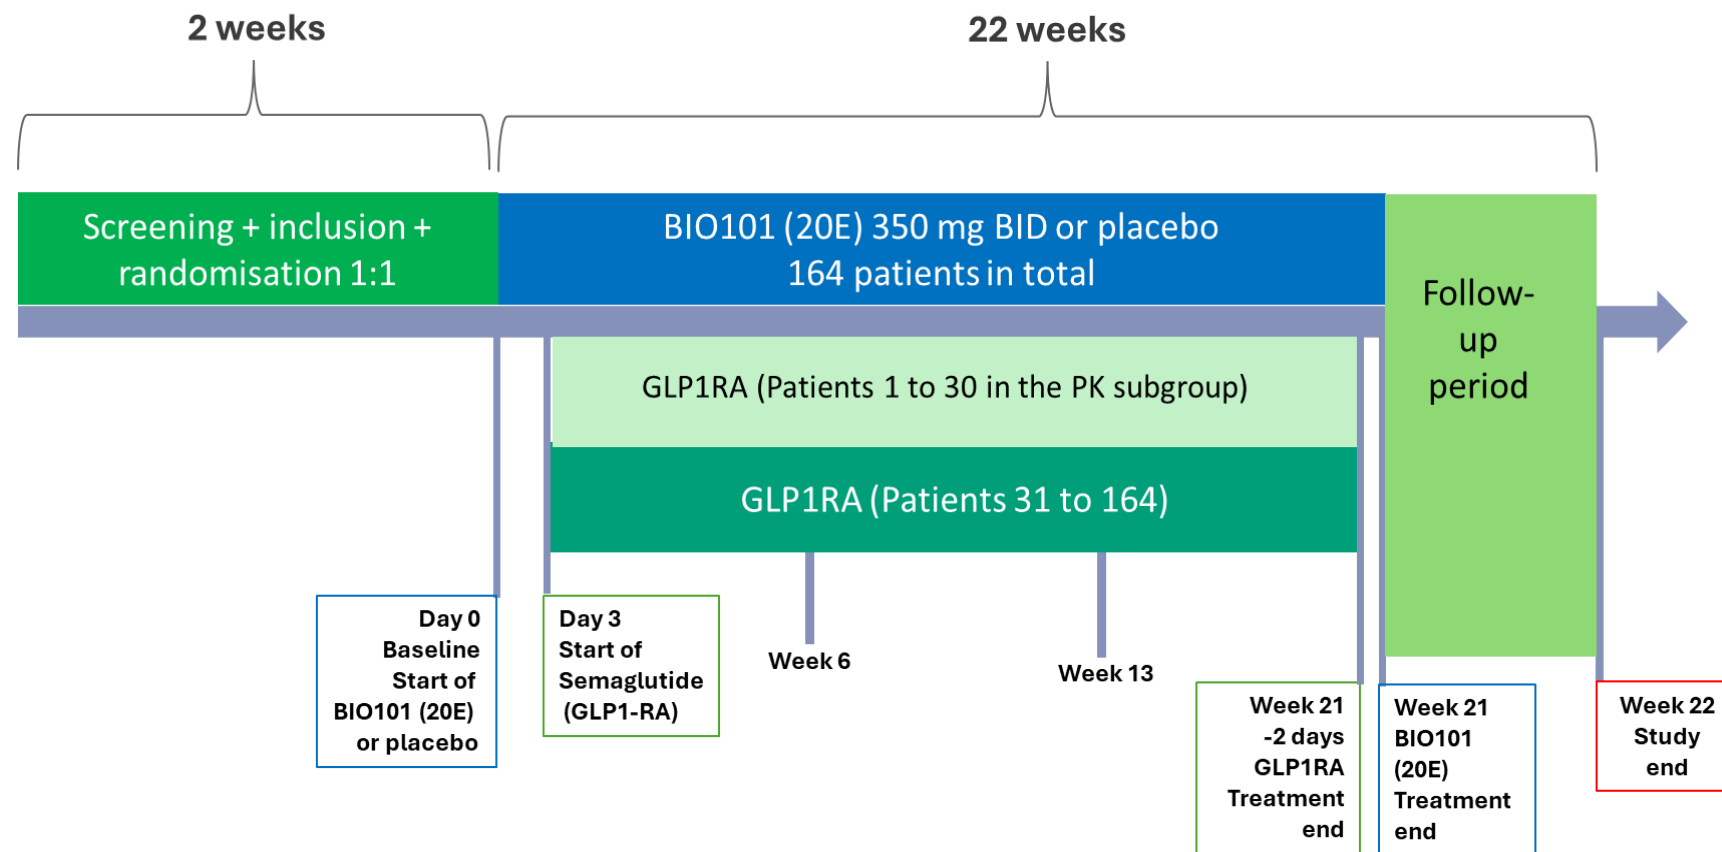 2 weeks
22 weeks
Screening + inclusion +
randomisation 1:1
BIO101 (20E) 350 mg BID or placebo
164 patients in total
Follow-
up
period
GLP1RA (Patients 1 to 30 in the PK subgroup)
GLP1RA (Patients 31 to 164)
Day 0
Baseline
Start of
BIO101 (20E)
or placebo
Day 3
Start of
Semaglutide
(GLP1-RA)
Week 6
Week 13
Week 21
-2 days
GLP1RA
Treatment
end
Week 21
BIO101
(20E)
Treatment
end
Week 22
Study
end